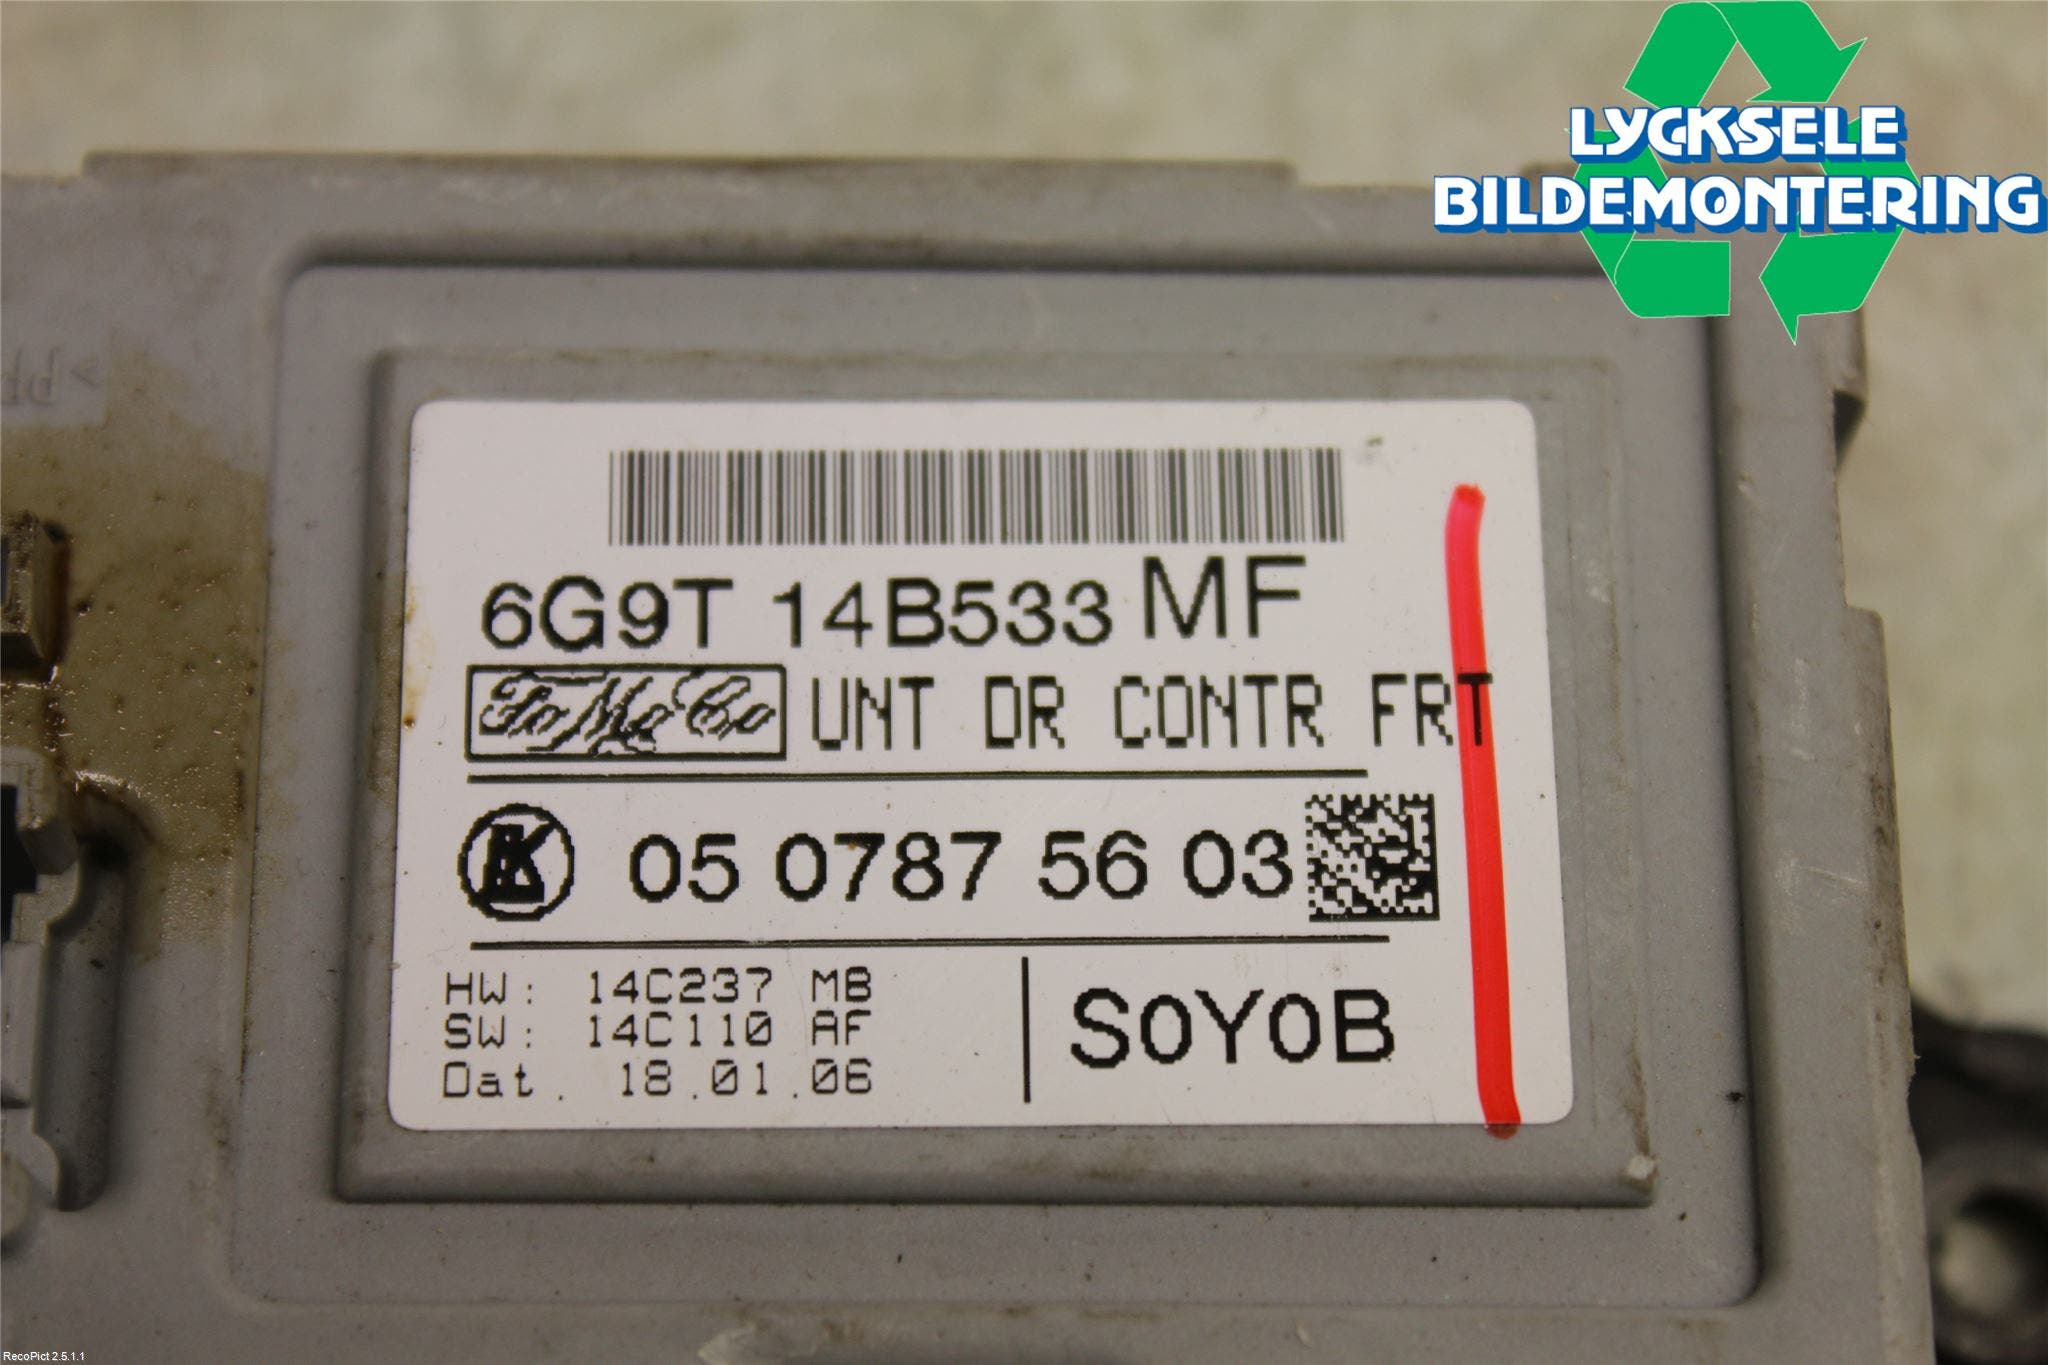 LYCKSELE
BILDEMONTERING
6G9T 14B533 MF
FoMoCo UNT DR CONTR FRT
05 0787 56 03
HW: 14C237 MB
SW: 14C110 AF
Dat. 18.01.06
S0Y0B
RecoPict 2.5.1.1